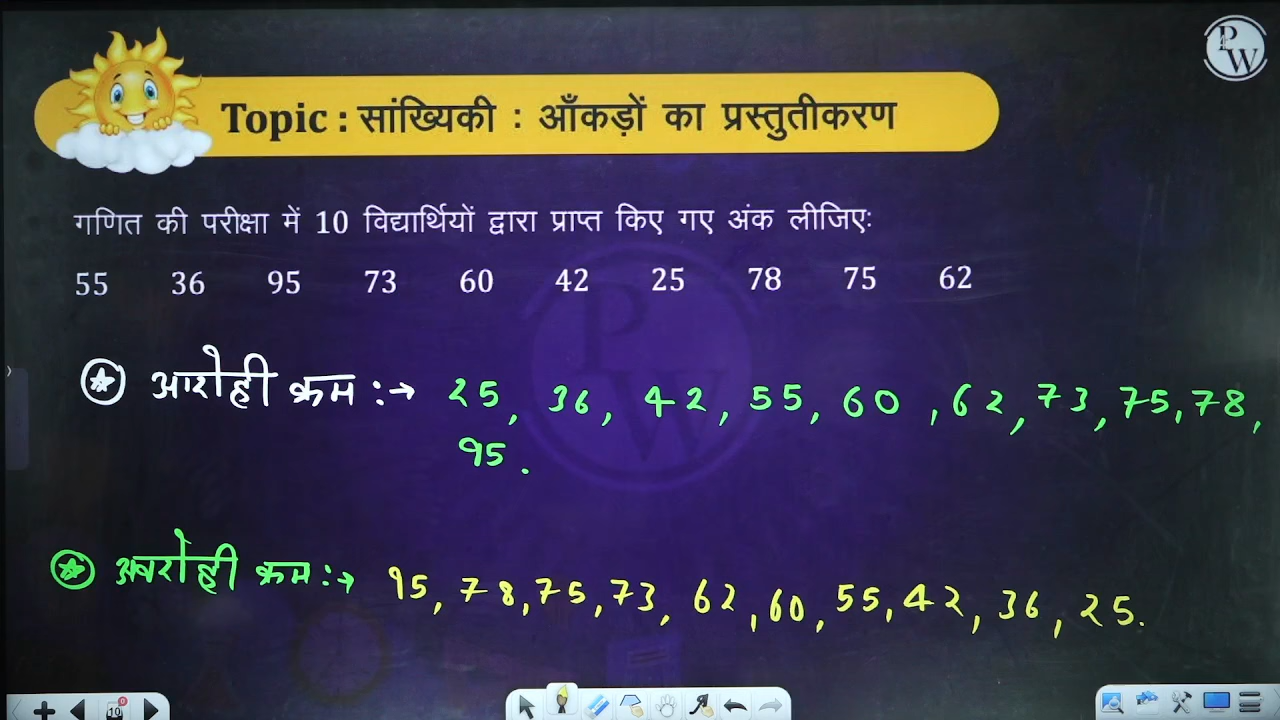 PW
Topic : सांख्यिकी : आँकड़ों का प्रस्तुतीकरण
गणित की परीक्षा में 10 विद्यार्थियों द्वारा प्राप्त किए गए अंक लीजिएः
55 36 95 73 60 42 25 78 75 62
आरोही क्रम :→ 25, 36, 42, 55, 60, 62, 73, 75, 78,
95.
अवरोही क्रम :→ 95, 78, 75, 73, 62, 60, 55, 42, 36, 25.
10